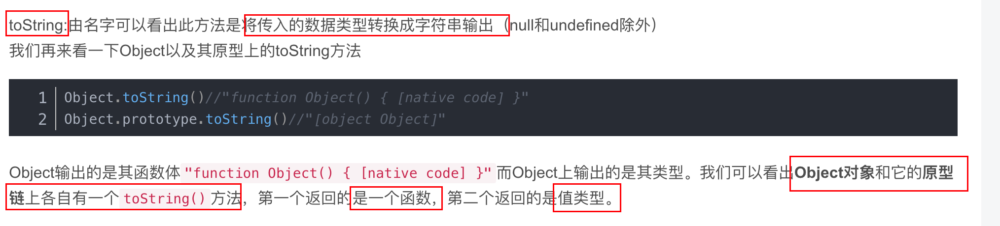 toString:由名字可以看出此方法是将传入的数据类型转换成字符串输出（null和undefined除外）
我们再来看一下Object以及其原型上的toString方法
1 Object.toString()//"function Object() { [native code] }"
2 Object.prototype.toString()//"[object Object]"
Object输出的是其函数体"function Object() { [native code] }"而Object上输出的是其类型。我们可以看出Object对象和它的原型
链上各自有一个toString()方法，第一个返回的是一个函数，第二个返回的是值类型。